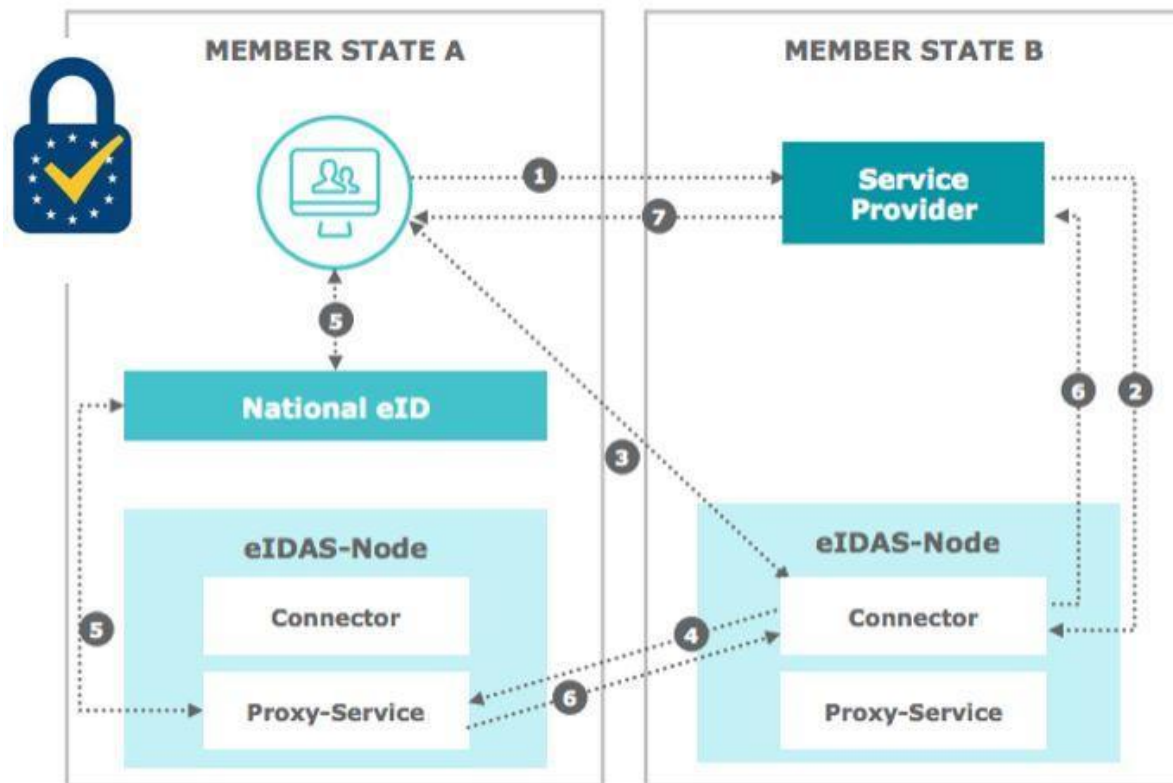 MEMBER STATE A
MEMBER STATE B
1
Service
Provider
7
5
National eID
6
2
3
eIDAS-Node
eIDAS-Node
Connector
Connector
5
4
6
Proxy-Service
Proxy-Service